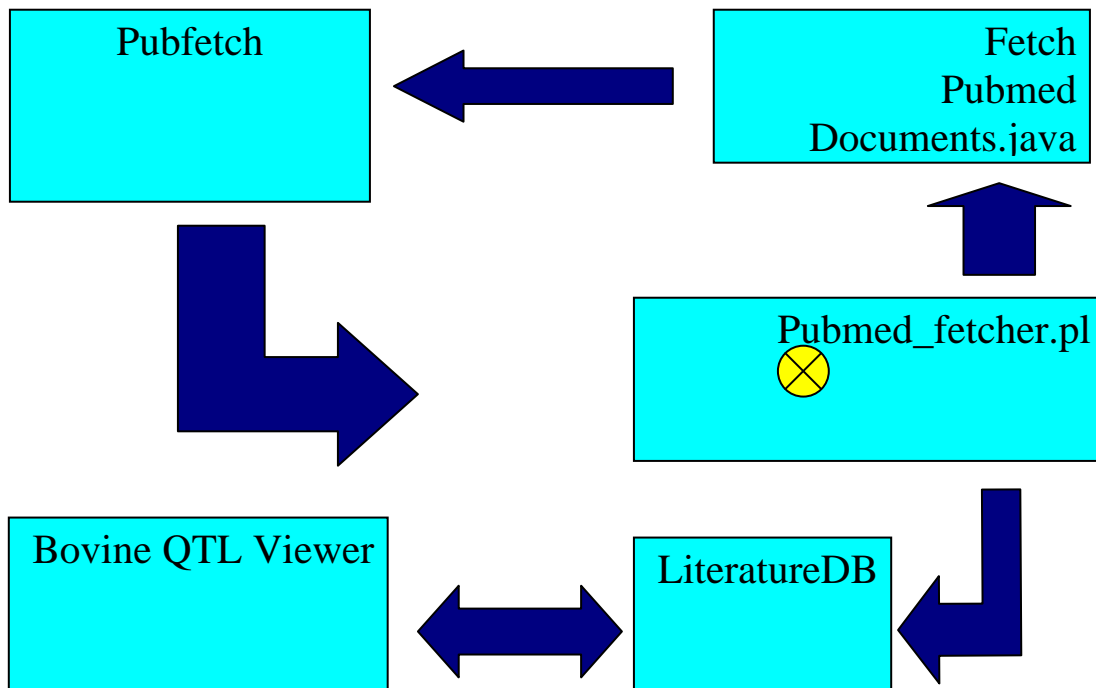 Pubfetch
Fetch
Pubmed
Documents.java
Pubmed_fetcher.pl
Bovine QTL Viewer
LiteratureDB